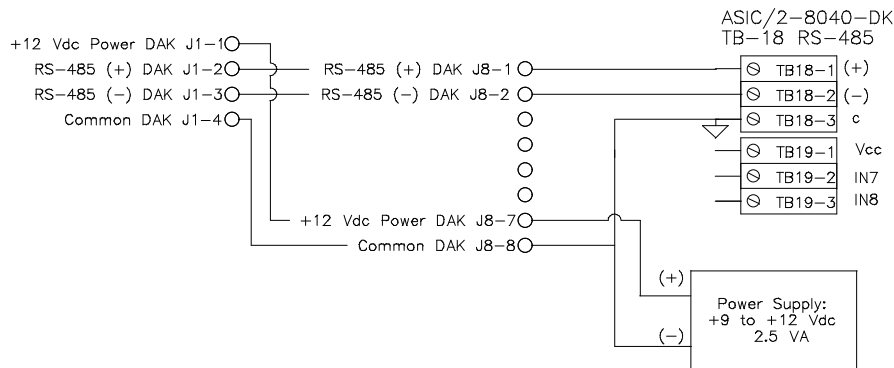 ASIC/2-8040-DK
TB-18 RS-485
+12 Vdc Power DAK J1-1
RS-485 (+) DAK J1-2
RS-485 (+) DAK J8-1
TB18-1 (+)
RS-485 (-) DAK J1-3
RS-485 (-) DAK J8-2
TB18-2 (-)
Common DAK J1-4
TB18-3 c
TB19-1 Vcc
TB19-2 IN7
TB19-3 IN8
+12 Vdc Power DAK J8-7
Common DAK J8-8
(+)
(-)
Power Supply:
+9 to +12 Vdc
2.5 VA